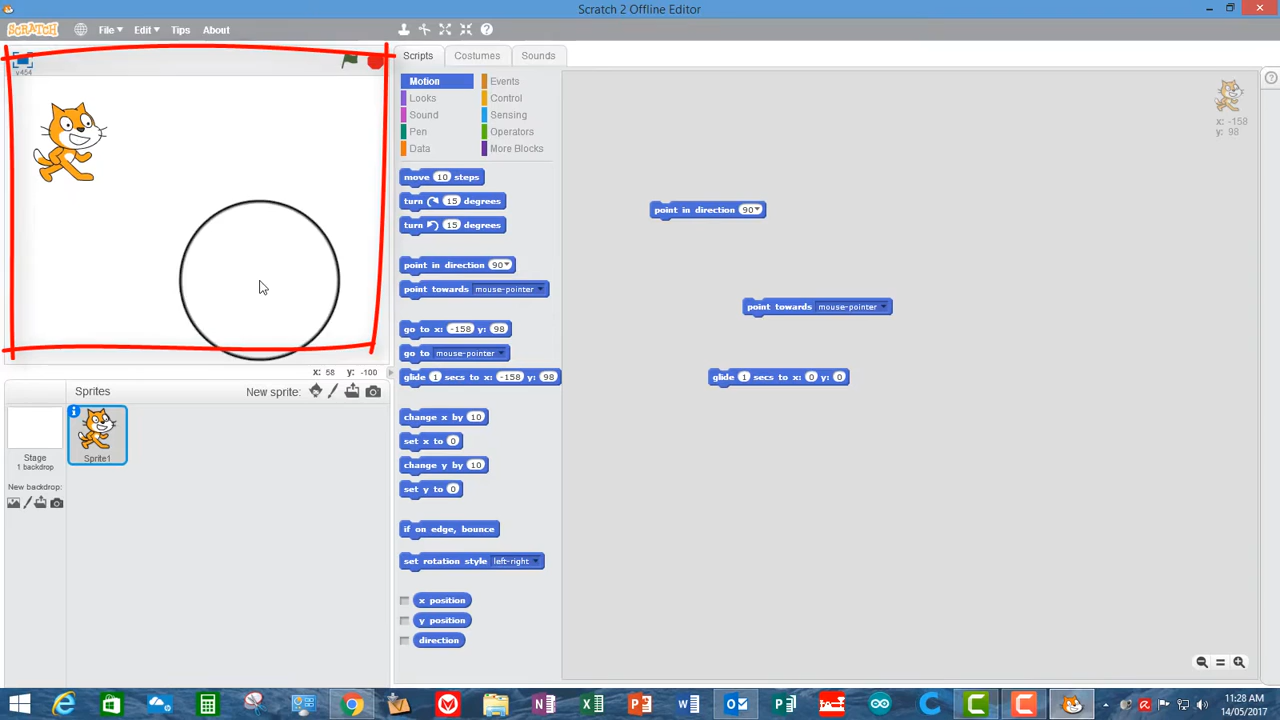 Scratch 2 Offline Editor
SCRATCH
File
Edit
Tips
About
v454
Scripts
Costumes
Sounds
Motion
Events
Looks
Control
Sound
Sensing
Pen
Operators
Data
More Blocks
x: -158
y: 98
move 10 steps
turn 15 degrees
turn 15 degrees
point in direction 90
point towards mouse-pointer
go to x: -158 y: 98
go to mouse-pointer
glide 1 secs to x: -158 y: 98
change x by 10
set x to 0
change y by 10
set y to 0
if on edge, bounce
set rotation style left-right
x position
y position
direction
point in direction 90
point towards mouse-pointer
glide 1 secs to x: 0 y: 0
x: 58 y: -100
Sprites
New sprite:
Stage
1 backdrop
Sprite1
New backdrop:
11:28 AM
14/05/2017